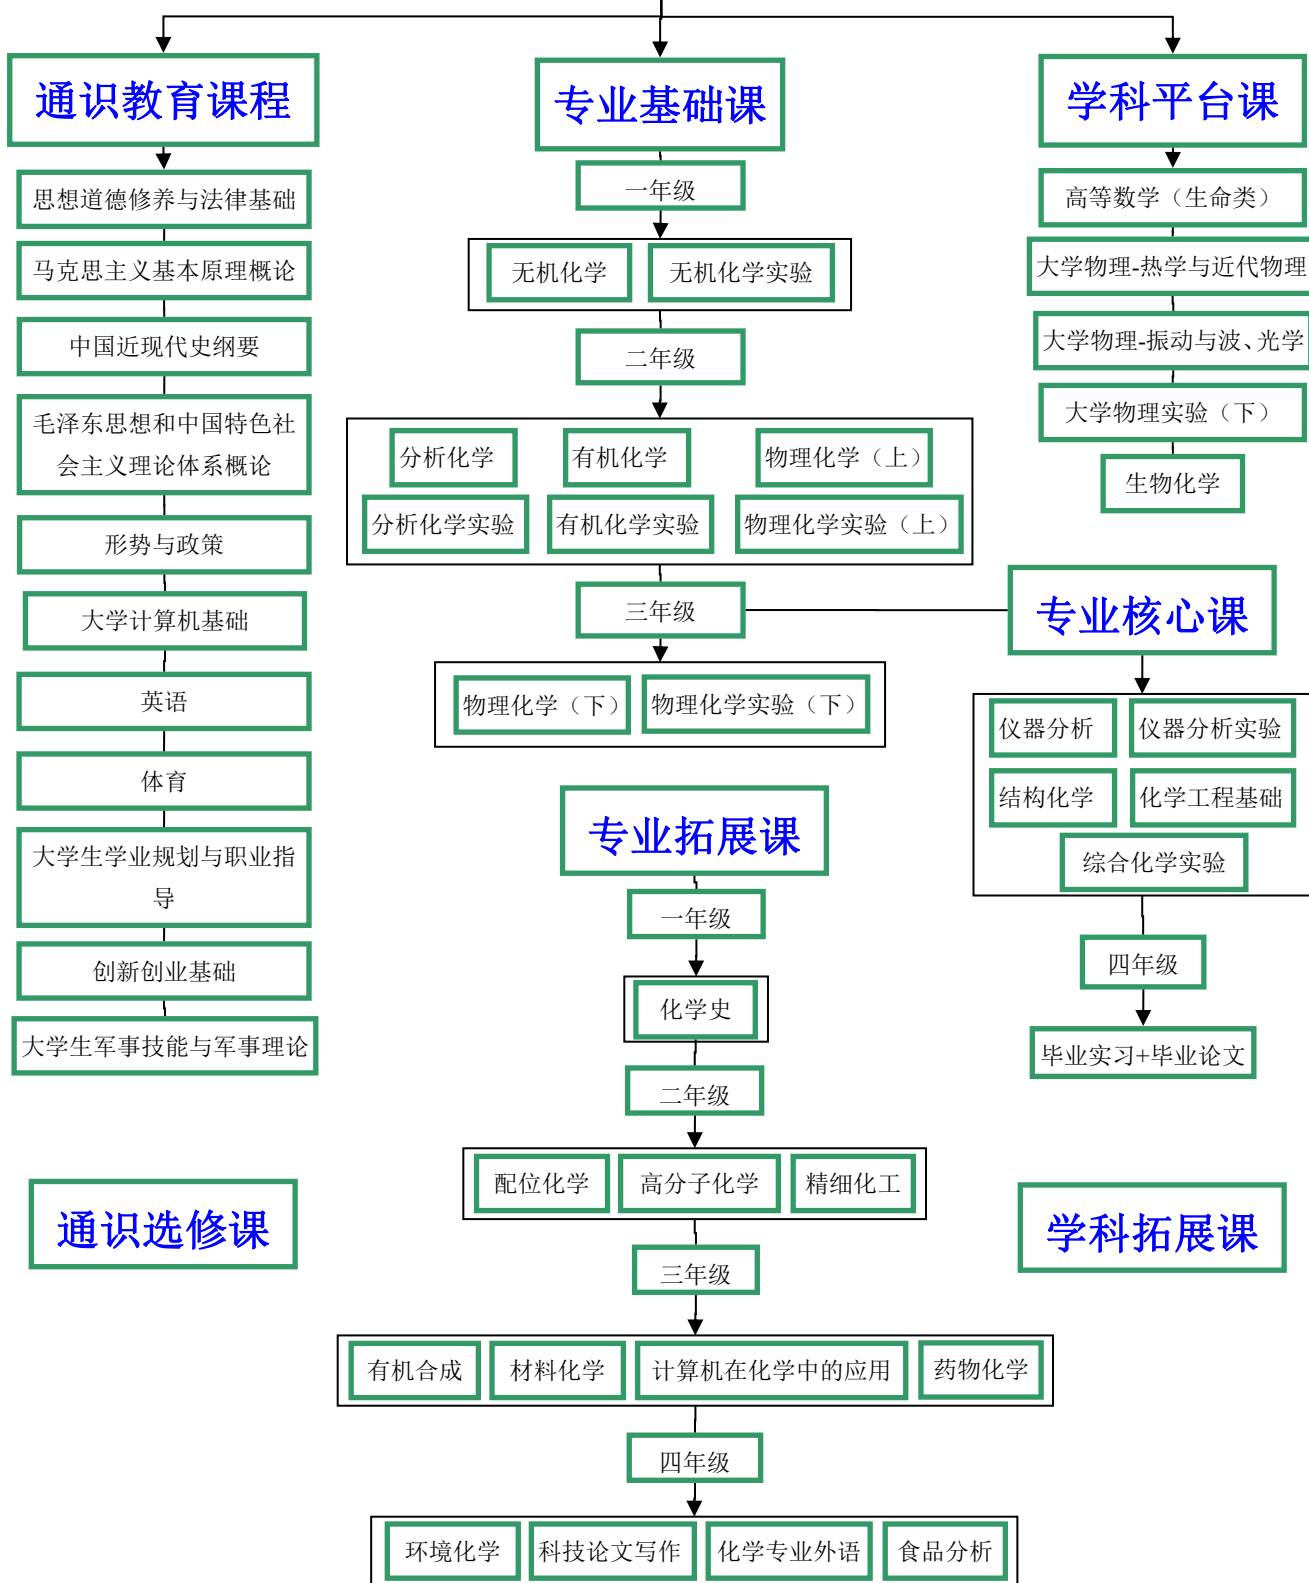 通识教育课程
思想道德修养与法律基础
马克思主义基本原理概论
中国近现代史纲要
毛泽东思想和中国特色社
会主义理论体系概论
形势与政策
大学计算机基础
英语
体育
大学生学业规划与职业指
导
创新创业基础
大学生军事技能与军事理论
通识选修课
专业基础课
一年级
无机化学
无机化学实验
二年级
分析化学
有机化学
物理化学（上）
分析化学实验
有机化学实验
物理化学实验（上）
三年级
物理化学（下）
物理化学实验（下）
专业拓展课
一年级
化学史
二年级
配位化学
高分子化学
精细化工
三年级
有机合成
材料化学
计算机在化学中的应用
药物化学
四年级
环境化学
科技论文写作
化学专业外语
食品分析
学科平台课
高等数学（生命类）
大学物理-热学与近代物理
大学物理-振动与波、光学
大学物理实验（下）
生物化学
专业核心课
仪器分析
仪器分析实验
结构化学
化学工程基础
综合化学实验
四年级
毕业实习+毕业论文
学科拓展课